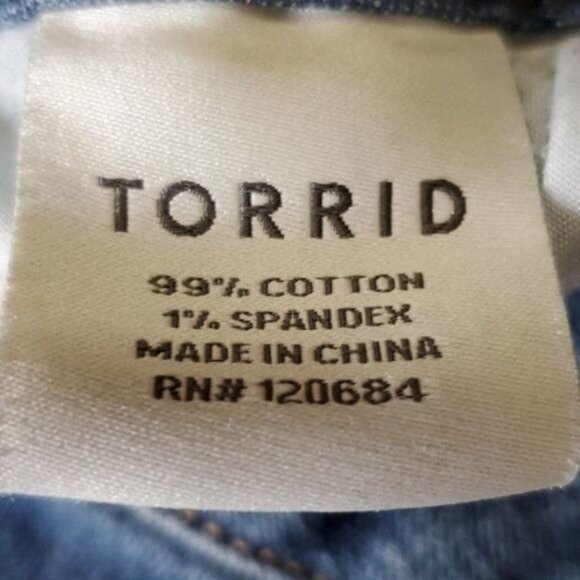 TORRID
99% COTTON
1% SPANDEX
MADE IN CHINA
RN# 120684